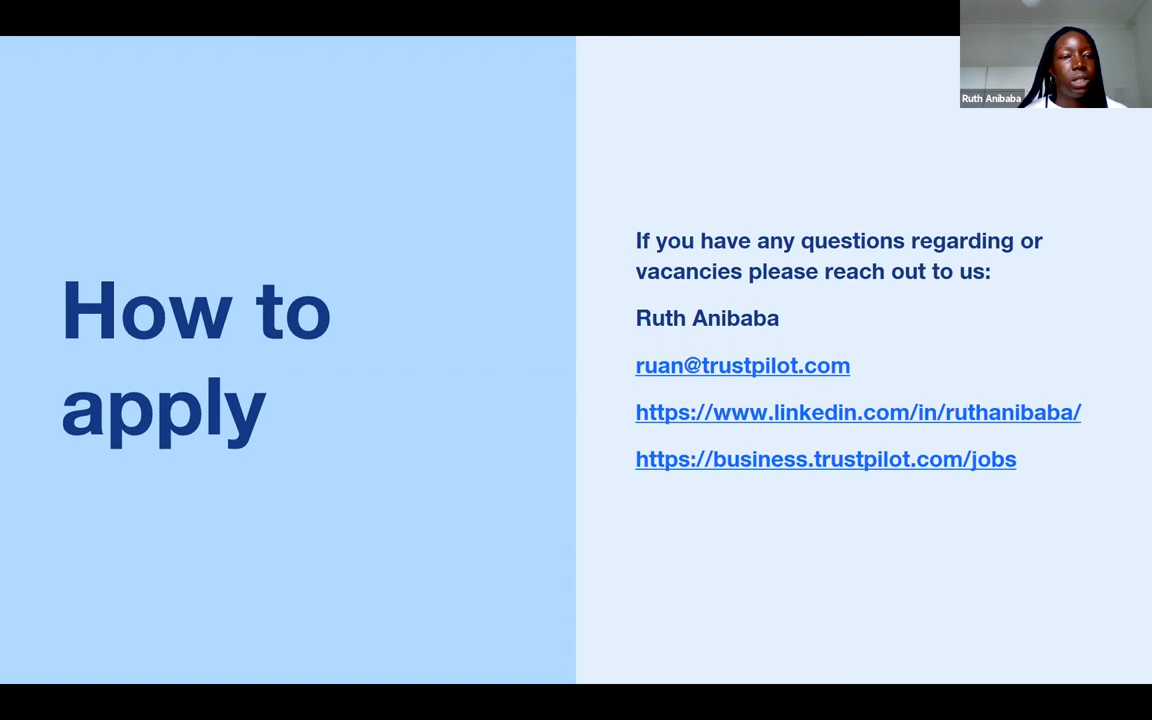 Ruth Anibaba
How to
apply
If you have any questions regarding or
vacancies please reach out to us:
Ruth Anibaba
ruan@trustpilot.com
https://www.linkedin.com/in/ruthanibaba/
https://business.trustpilot.com/jobs